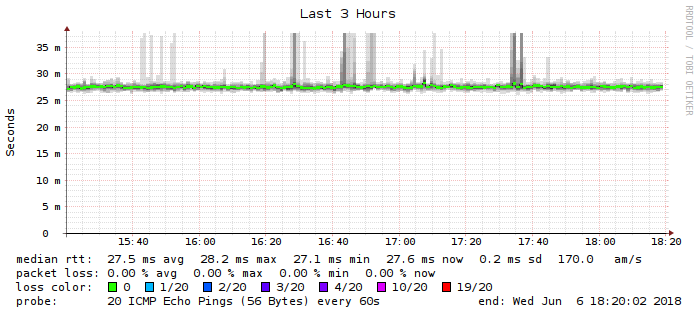 Last 3 Hours
RRDTOOL / TOBI OETIKER
Seconds
35 m
30 m
25 m
20 m
15 m
10 m
5 m
0
15:40 16:00 16:20 16:40 17:00 17:20 17:40 18:00 18:20
median rtt: 27.5 ms avg 28.2 ms max 27.1 ms min 27.6 ms now 0.2 ms sd 170.0 am/s
packet loss: 0.00 % avg 0.00 % max 0.00 % min 0.00 % now
loss color: 0 1/20 2/20 3/20 4/20 10/20 19/20
probe: 20 ICMP Echo Pings (56 Bytes) every 60s end: Wed Jun 6 18:20:02 2018